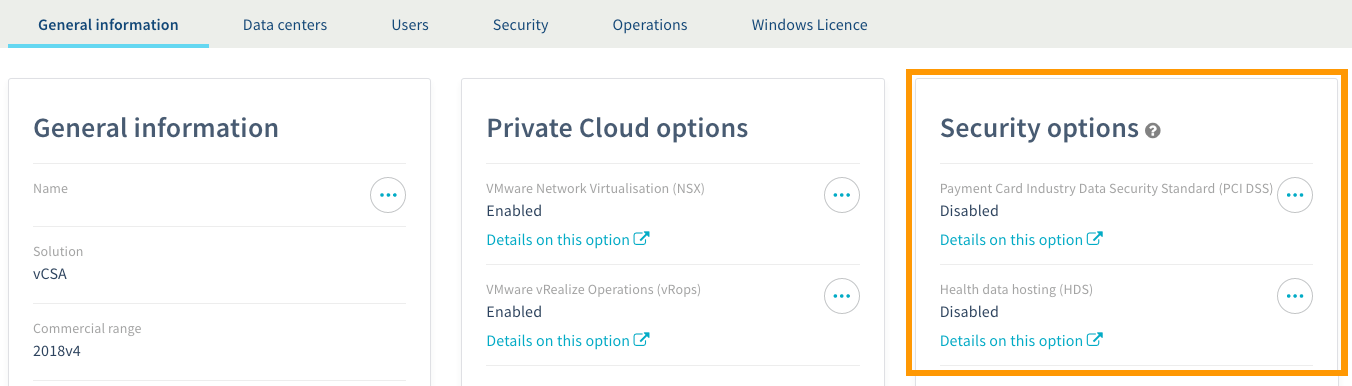 General information
Data centers
Users
Security
Operations
Windows Licence
General information
Name
Solution
vCSA
Commercial range
2018v4
Private Cloud options
VMware Network Virtualisation (NSX)
Enabled
Details on this option
VMware vRealize Operations (vRops)
Enabled
Details on this option
Security options ?
Payment Card Industry Data Security Standard (PCI DSS)
Disabled
Details on this option
Health data hosting (HDS)
Disabled
Details on this option